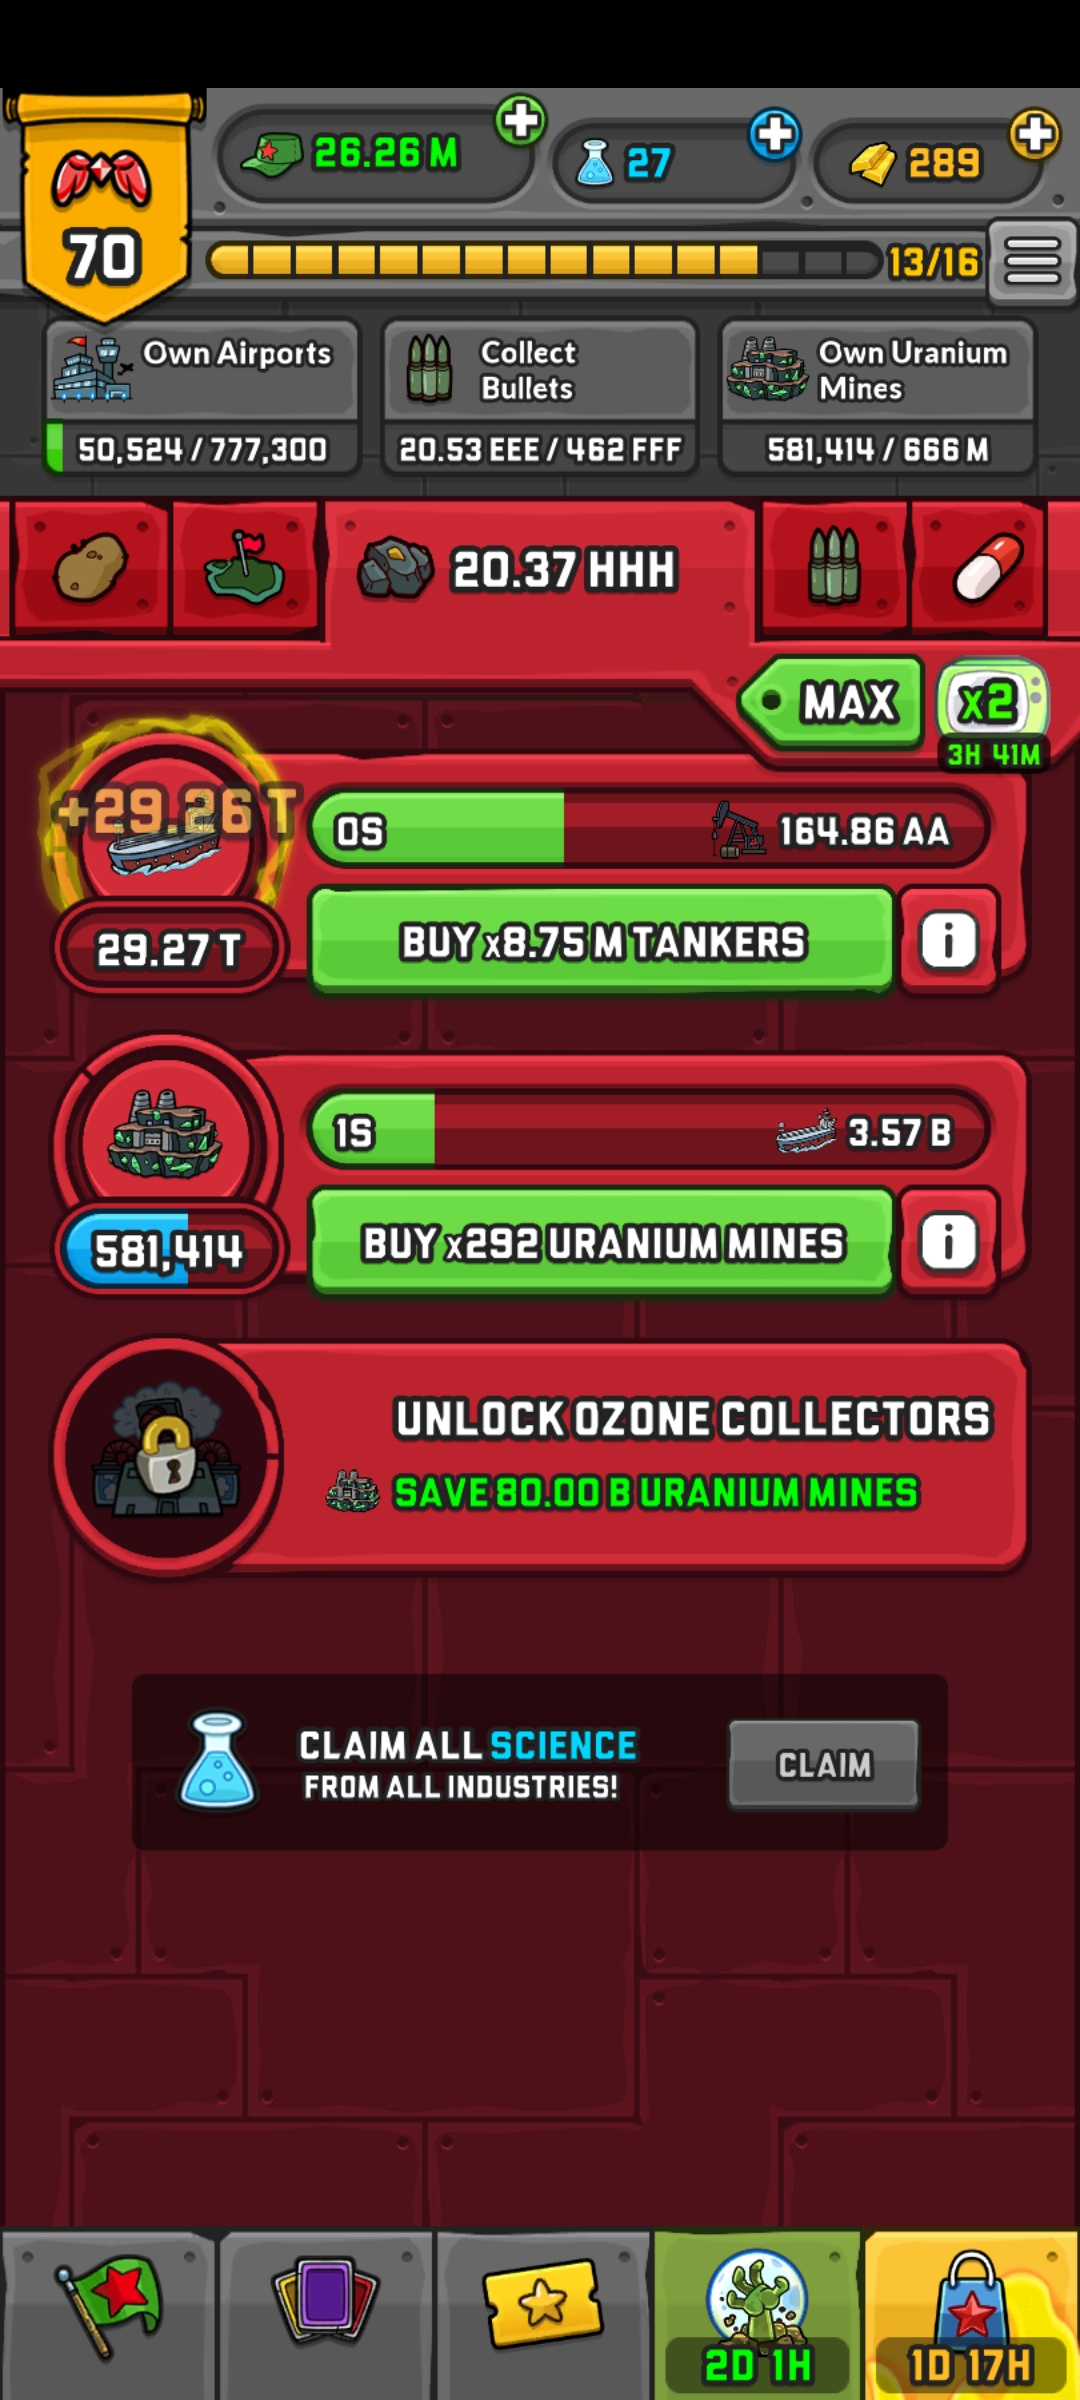 26.26 M
27
289
70
13/16
Own Airports
50,524 / 777,300
Collect
Bullets
20.53 EEE / 462 FFF
Own Uranium
Mines
581,414 / 666 M
20.37 HHH
MAX
x2
3H 41M
+29.26 T
0S
164.86 AA
29.27 T
BUY x8.75 M TANKERS
i
1S
3.57 B
581,414
BUY x292 URANIUM MINES
i
UNLOCK OZONE COLLECTORS
SAVE 80.00 B URANIUM MINES
CLAIM ALL SCIENCE
FROM ALL INDUSTRIES!
CLAIM
2D 1H
1D 17H